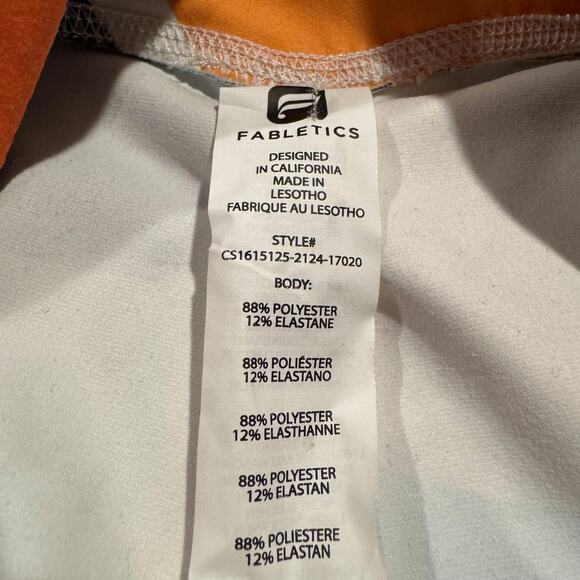 FABLETICS
DESIGNED
IN CALIFORNIA
MADE IN
LESOTHO
FABRIQUE AU LESOTHO
STYLE#
CS1615125-2124-17020
BODY:
88% POLYESTER
12% ELASTANE
88% POLIÉSTER
12% ELASTANO
88% POLYESTER
12% ELASTHANNE
88% POLYESTER
12% ELASTAN
88% POLIESTERE
12% ELASTAN